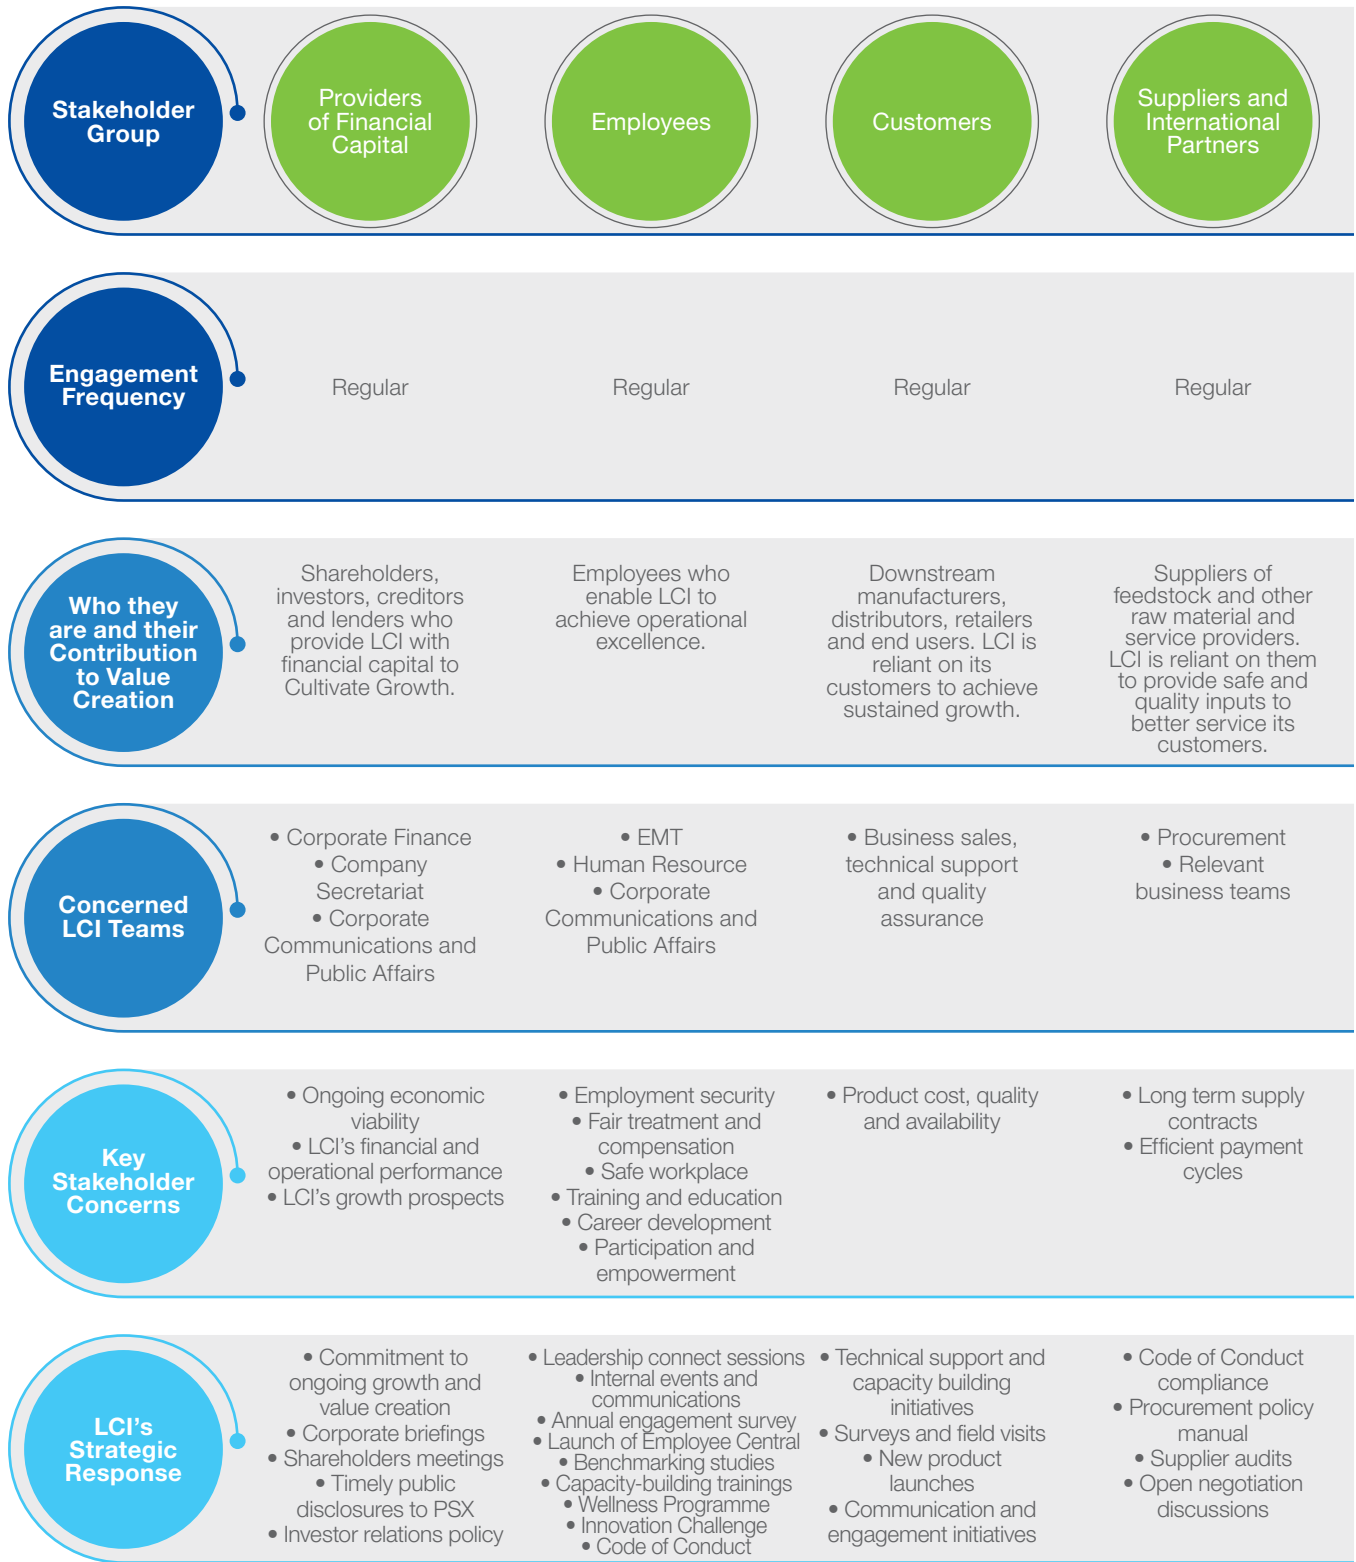 Stakeholder
Group
Providers
of Financial
Capital
Employees
Customers
Suppliers and
International
Partners
Engagement
Frequency
Regular
Regular
Regular
Regular
Who they
are and their
Contribution
to Value
Creation
Shareholders,
investors, creditors
and lenders who
provide LCI with
financial capital to
Cultivate Growth.
Employees who
enable LCI to
achieve operational
excellence.
Downstream
manufacturers,
distributors, retailers
and end users. LCI is
reliant on its
customers to achieve
sustained growth.
Suppliers of
feedstock and other
raw material and
service providers.
LCI is reliant on them
to provide safe and
quality inputs to
better service its
customers.
Concerned
LCI Teams
• Corporate Finance
• Company
Secretariat
• Corporate
Communications and
Public Affairs
• EMT
• Human Resource
• Corporate
Communications and
Public Affairs
• Business sales,
technical support
and quality
assurance
• Procurement
• Relevant
business teams
Key
Stakeholder
Concerns
• Ongoing economic
viability
• LCI's financial and
operational performance
• LCI's growth prospects
• Employment security
• Fair treatment and
compensation
• Safe workplace
• Training and education
• Career development
• Participation and
empowerment
• Product cost, quality
and availability
• Long term supply
contracts
• Efficient payment
cycles
LCI's
Strategic
Response
• Commitment to
ongoing growth and
value creation
• Corporate briefings
• Shareholders meetings
• Timely public
disclosures to PSX
• Investor relations policy
• Leadership connect sessions
• Internal events and
communications
• Annual engagement survey
• Launch of Employee Central
• Benchmarking studies
• Capacity-building trainings
• Wellness Programme
• Innovation Challenge
• Code of Conduct
• Technical support and
capacity building
initiatives
• Surveys and field visits
• New product
launches
• Communication and
engagement initiatives
• Code of Conduct
compliance
• Procurement policy
manual
• Supplier audits
• Open negotiation
discussions